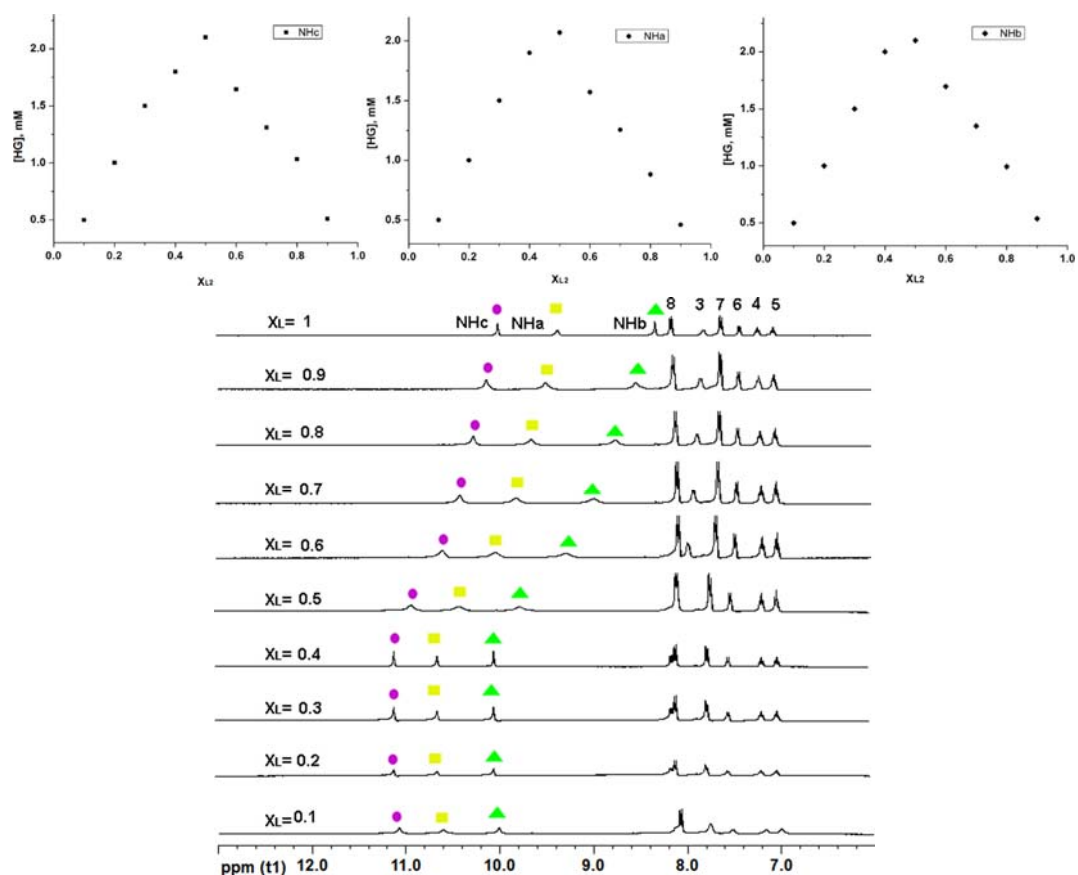 NHc
2.0
1.5
1.0
0.5
[HG], mM
0.0 0.2 0.4 0.6 0.8 1.0
XL2
NHa
2.0
1.5
1.0
0.5
[HG], mM
0.0 0.2 0.4 0.6 0.8 1.0
XL2
NHb
2.0
1.5
1.0
0.5
[HG, mM]
0.0 0.2 0.4 0.6 0.8 1.0
XL2
XL= 1 NHc NHa NHb 8 3 7 6 4 5
XL= 0.9
XL= 0.8
XL= 0.7
XL= 0.6
XL= 0.5
XL= 0.4
XL= 0.3
XL= 0.2
XL= 0.1
ppm (t1) 12.0 11.0 10.0 9.0 8.0 7.0